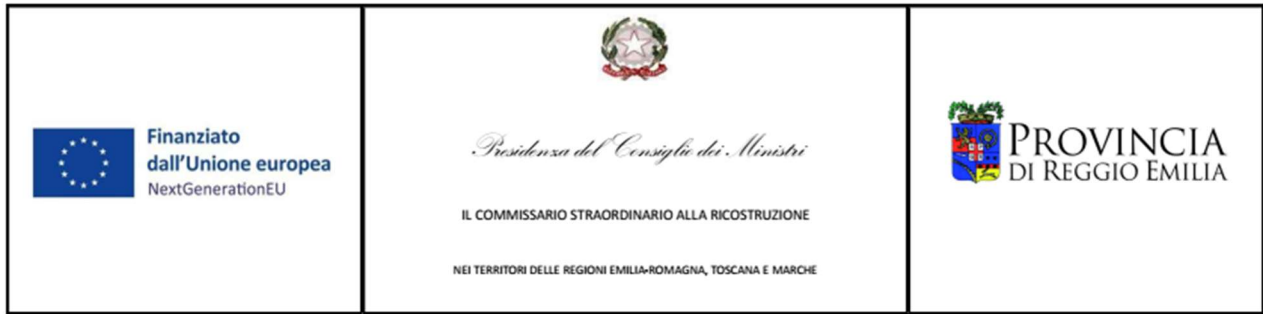 Finanziato
dall'Unione europea
NextGenerationEU
Presidenza del Consiglio dei Ministri
IL COMMISSARIO STRAORDINARIO ALLA RICOSTRUZIONE
NEI TERRITORI DELLE REGIONI EMILIA-ROMAGNA, TOSCANA E MARCHE
PROVINCIA
DI REGGIO EMILIA